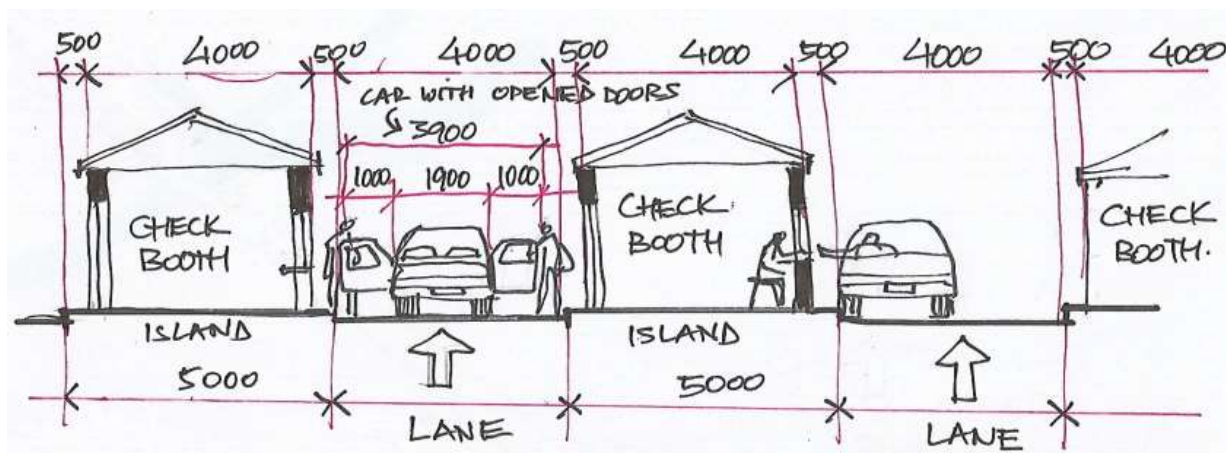 500 4000 500 4000 500 4000 500 4000 500 4000
CAR WITH OPENED DOORS
3900
1000 1900 1000
CHECK
BOOTH
CHECK
BOOTH
CHECK
BOOTH.
ISLAND
ISLAND
5000
5000
LANE
LANE